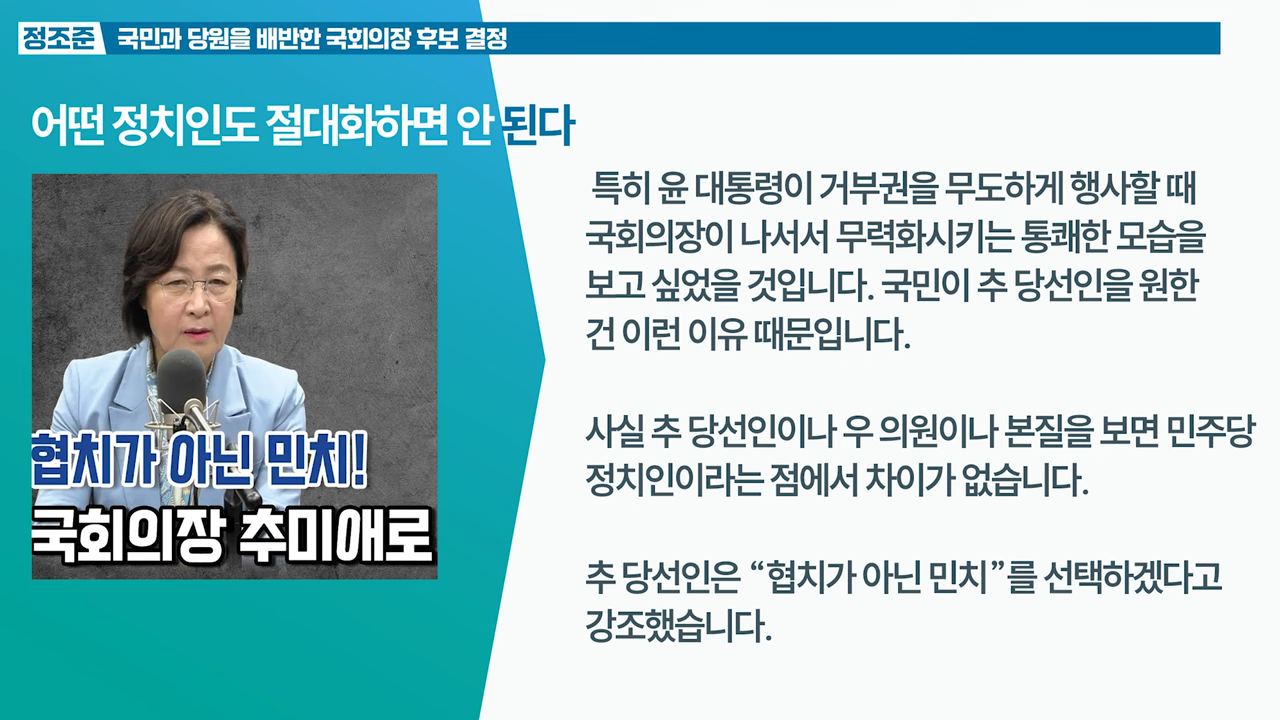 정조준
국민과 당원을 배반한 국회의장 후보 결정
어떤 정치인도 절대화하면 안 된다
협치가 아닌 민치!
국회의장 추미애로
특히 윤 대통령이 거부권을 무도하게 행사할 때
국회의장이 나서서 무력화시키는 통쾌한 모습을
보고 싶었을 것입니다. 국민이 추 당선인을 원한
건 이런 이유 때문입니다.
사실 추 당선인이나 우 의원이나 본질을 보면 민주당
정치인이라는 점에서 차이가 없습니다.
추 당선인은 “협치가 아닌 민치”를 선택하겠다고
강조했습니다.